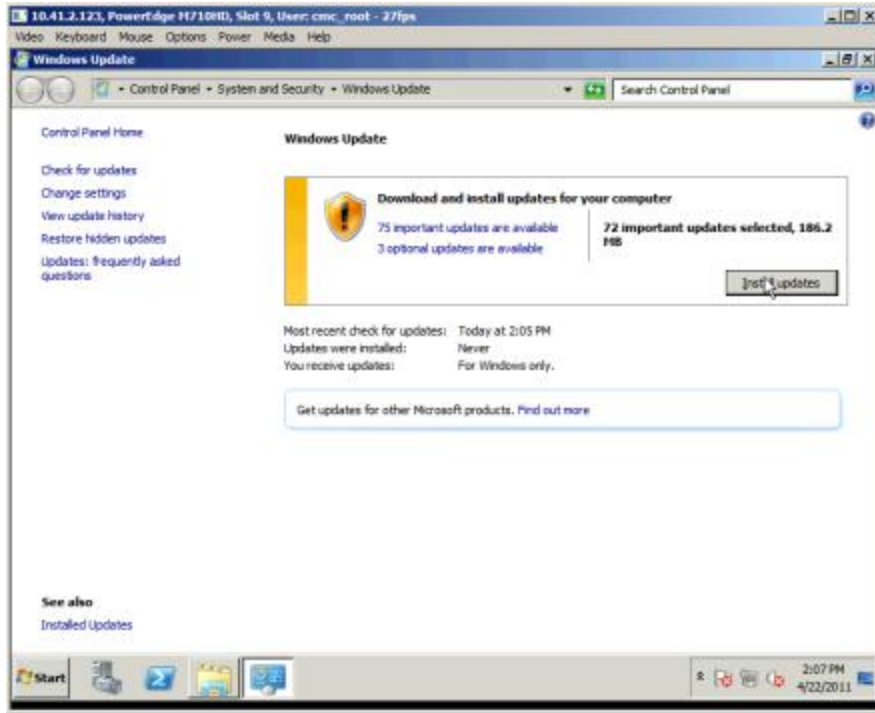 10.41.2.123, PowerEdge M710HD, Slot 9, User: cmc_root - 27fps
Video Keyboard Mouse Options Power Media Help
Windows Update
Control Panel • System and Security • Windows Update
Search Control Panel
Control Panel Home
Check for updates
Change settings
View update history
Restore hidden updates
Updates: frequently asked
questions
Windows Update
Download and install updates for your computer
75 important updates are available
3 optional updates are available
72 important updates selected, 186.2
MB
Install updates
Most recent check for updates: Today at 2:05 PM
Updates were installed: Never
You receive updates: For Windows only.
Get updates for other Microsoft products. Find out more
See also
Installed Updates
Start
2:07 PM
4/22/2011